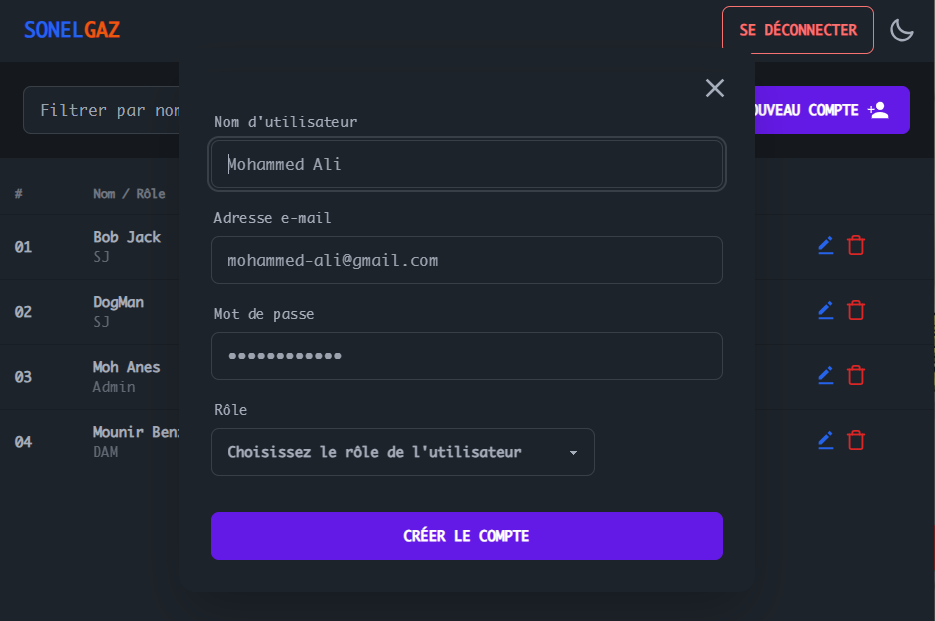 SONELGAZ
SE DÉCONNECTER
Filtrer par nom
OUVEAU COMPTE
Nom d'utilisateur
Mohammed Ali
Adresse e-mail
mohammed-ali@gmail.com
Mot de passe
••••••••••••
Rôle
Choisissez le rôle de l'utilisateur
CRÉER LE COMPTE
# Nom / Rôle
01 Bob Jack
SJ
02 DogMan
SJ
03 Moh Anes
Admin
04 Mounir Ben
DAM